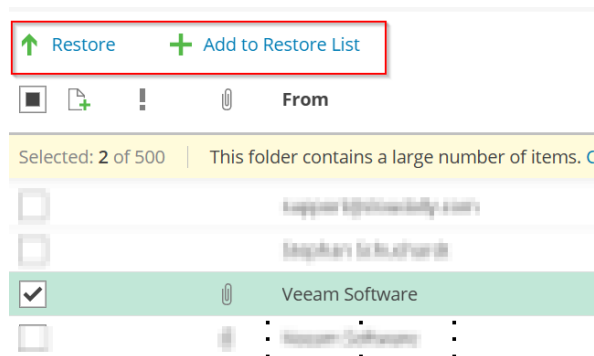 Restore Add to Restore List
From
Selected: 2 of 500 This folder contains a large number of items.
Veeam Software